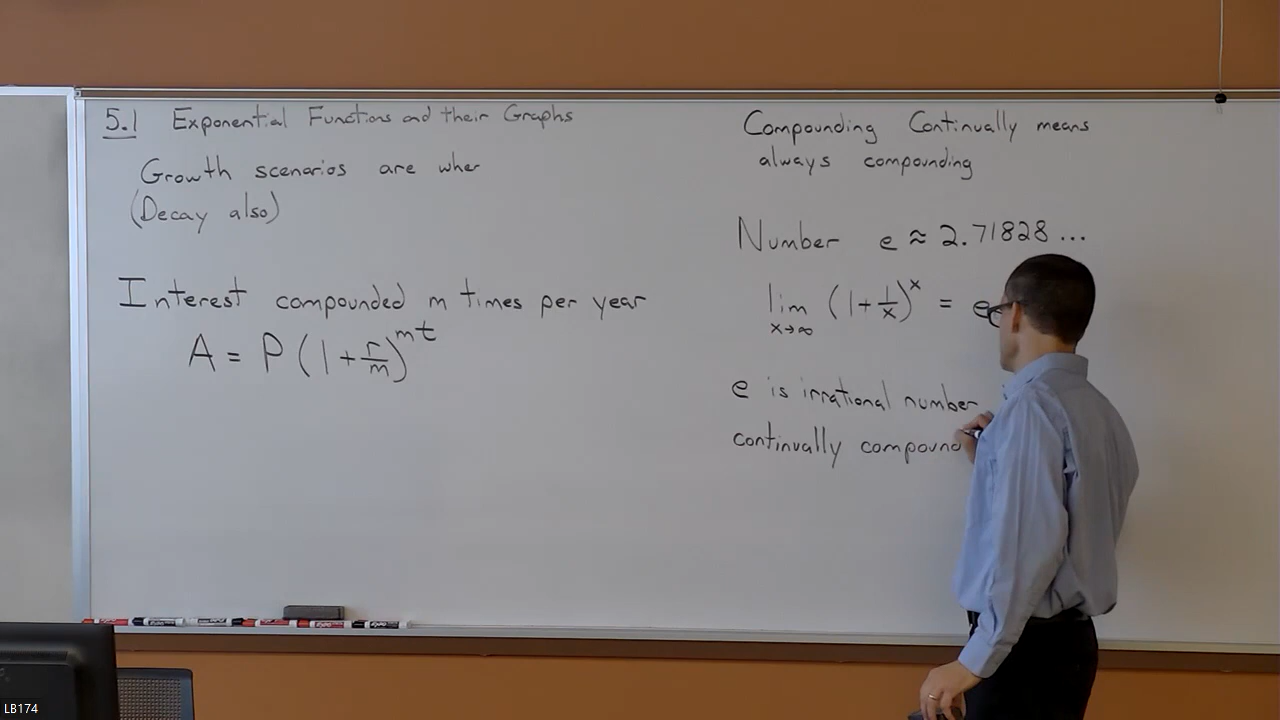 5.1 Exponential Functions and their Graphs
Growth scenarios are wher
(Decay also)
Interest compounded m times per year
A = P(1+r/m)^mt
Compounding Continually means
always compounding
Number e ≈ 2.71828...
lim x→∞ (1+1/x)^x = e
e is irrational number
continually compound
LB174